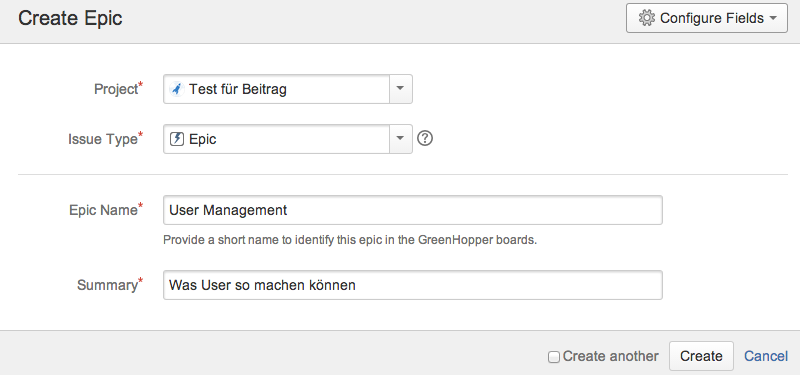 Create Epic
Configure Fields
Project* Test für Beitrag
Issue Type* Epic ?
Epic Name* User Management
Provide a short name to identify this epic in the GreenHopper boards.
Summary* Was User so machen können
Create another Create Cancel